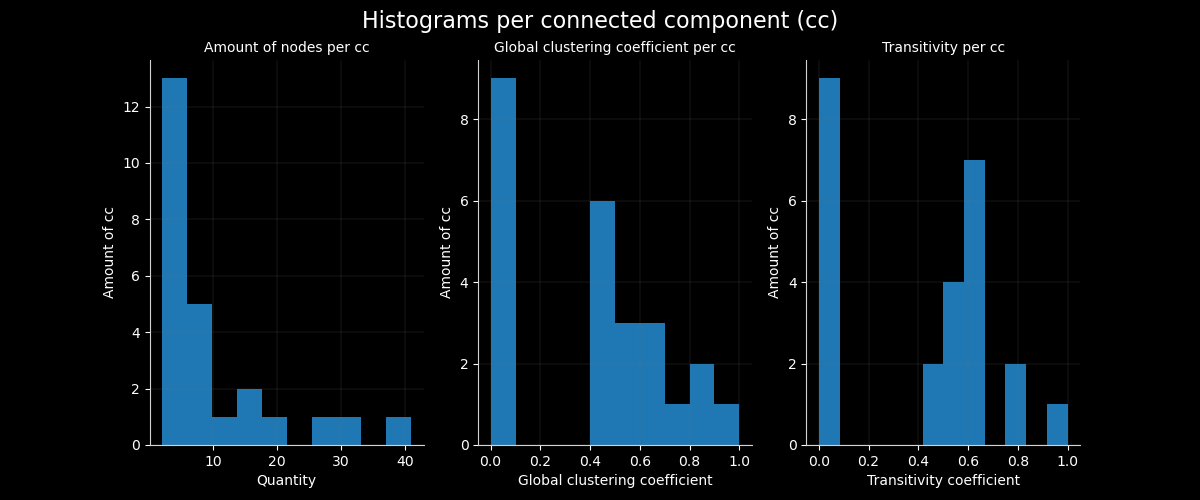 Histograms per connected component (cc)
Amount of nodes per cc
Global clustering coefficient per cc
Transitivity per cc
Amount of cc
12
10
8
6
4
2
0
10 20 30 40
Quantity
Amount of cc
8
6
4
2
0
0.0 0.2 0.4 0.6 0.8 1.0
Global clustering coefficient
Amount of cc
8
6
4
2
0
0.0 0.2 0.4 0.6 0.8 1.0
Transitivity coefficient